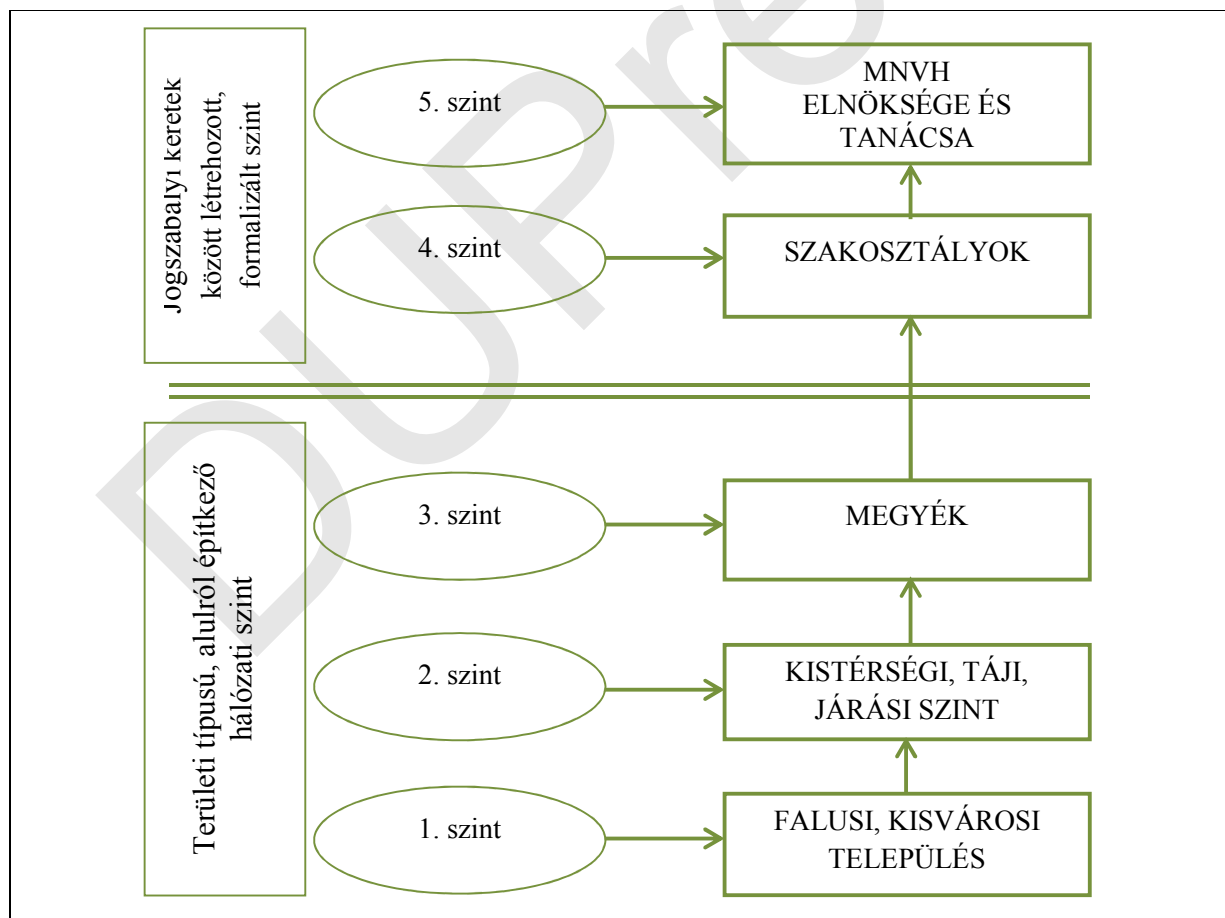 Jogszabályi keretek
között létrehozott,
formalizált szint
5. szint
MNVH
ELNÖKSÉGE ÉS
TANÁCSA
4. szint
SZAKOSZTÁLYOK
Területi típusú, alulról építkező
hálózati szint
3. szint
MEGYÉK
2. szint
KISTÉRSÉGI, TÁJI,
JÁRÁSI SZINT
1. szint
FALUSI, KISVÁROSI
TELEPÜLÉS
DUPre